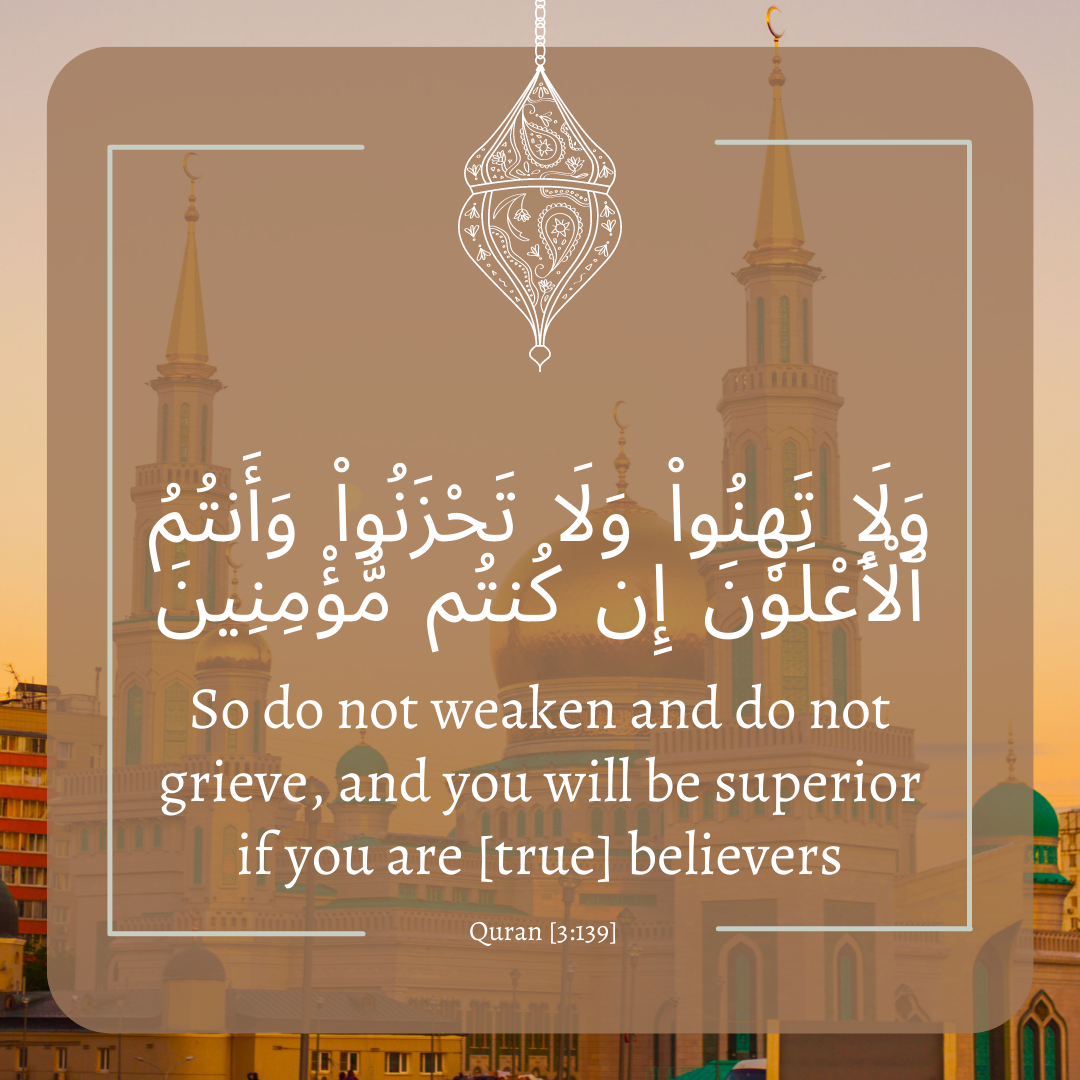 وَلَا تَهِنُواْ وَلَا تَحْزَنُواْ وَأَنتُمُ
ٱلْأَعْلَوْنَ إِن كُنتُم مُّؤْمِنِينَ
So do not weaken and do not
grieve, and you will be superior
if you are [true] believers
Quran [3:139]